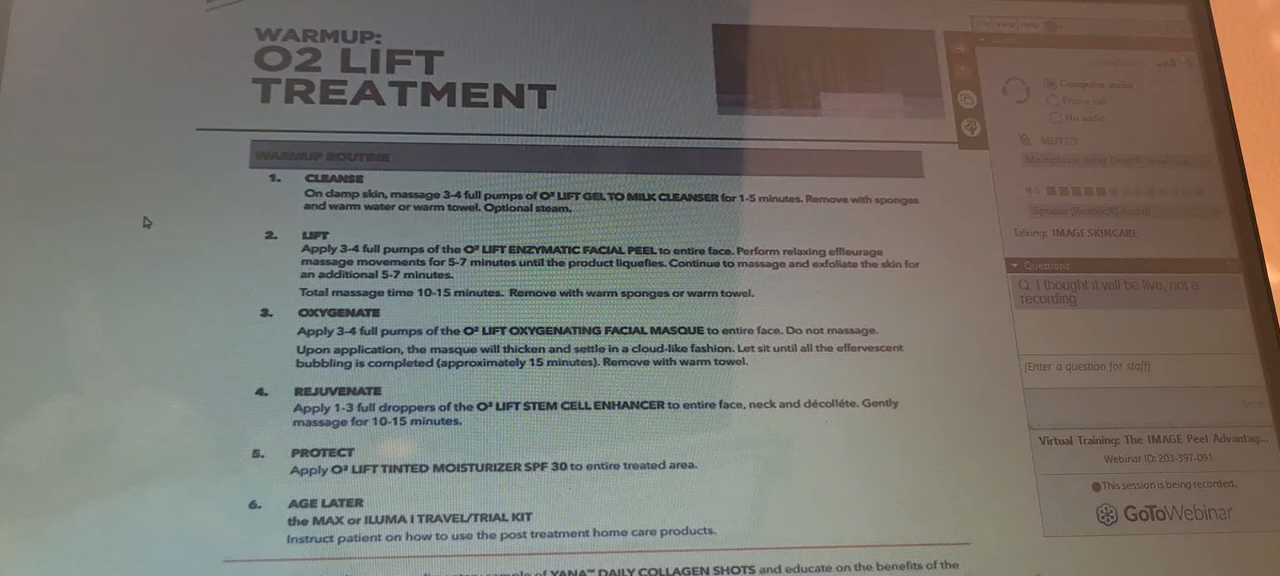 WARMUP:
O2 LIFT
TREATMENT
WARMUP ROUTINE
1. CLEANSE
On damp skin, massage 3-4 full pumps of O² LIFT GEL TO MILK CLEANSER for 1-5 minutes. Remove with sponges
and warm water or warm towel. Optional steam.
2. LIFT
Apply 3-4 full pumps of the O² LIFT ENZYMATIC FACIAL PEEL to entire face. Perform relaxing effleurage
massage movements for 5-7 minutes until the product liquefies. Continue to massage and exfoliate the skin for
an additional 5-7 minutes.
Total massage time 10-15 minutes. Remove with warm sponges or warm towel.
3. OXYGENATE
Apply 3-4 full pumps of the O² LIFT OXYGENATING FACIAL MASQUE to entire face. Do not massage.
Upon application, the masque will thicken and settle in a cloud-like fashion. Let sit until all the effervescent
bubbling is completed (approximately 15 minutes). Remove with warm towel.
4. REJUVENATE
Apply 1-3 full droppers of the O² LIFT STEM CELL ENHANCER to entire face, neck and décolléte. Gently
massage for 10-15 minutes.
5. PROTECT
Apply O² LIFT TINTED MOISTURIZER SPF 30 to entire treated area.
6. AGE LATER
the MAX or ILUMA I TRAVEL/TRIAL KIT
Instruct patient on how to use the post treatment home care products.
of YANA™ DAILY COLLAGEN SHOTS and educate on the benefits of the
File View Help
Computer audio
Phone call
No audio
MUTED
Microphone Array
Talking: IMAGE SKINCARE
Questions
Q: I thought it will be live, not a
recording
[Enter a question for staff]
Send
Virtual Training: The IMAGE Peel Advantag...
Webinar ID: 203-397-091
This session is being recorded.
GoToWebinar